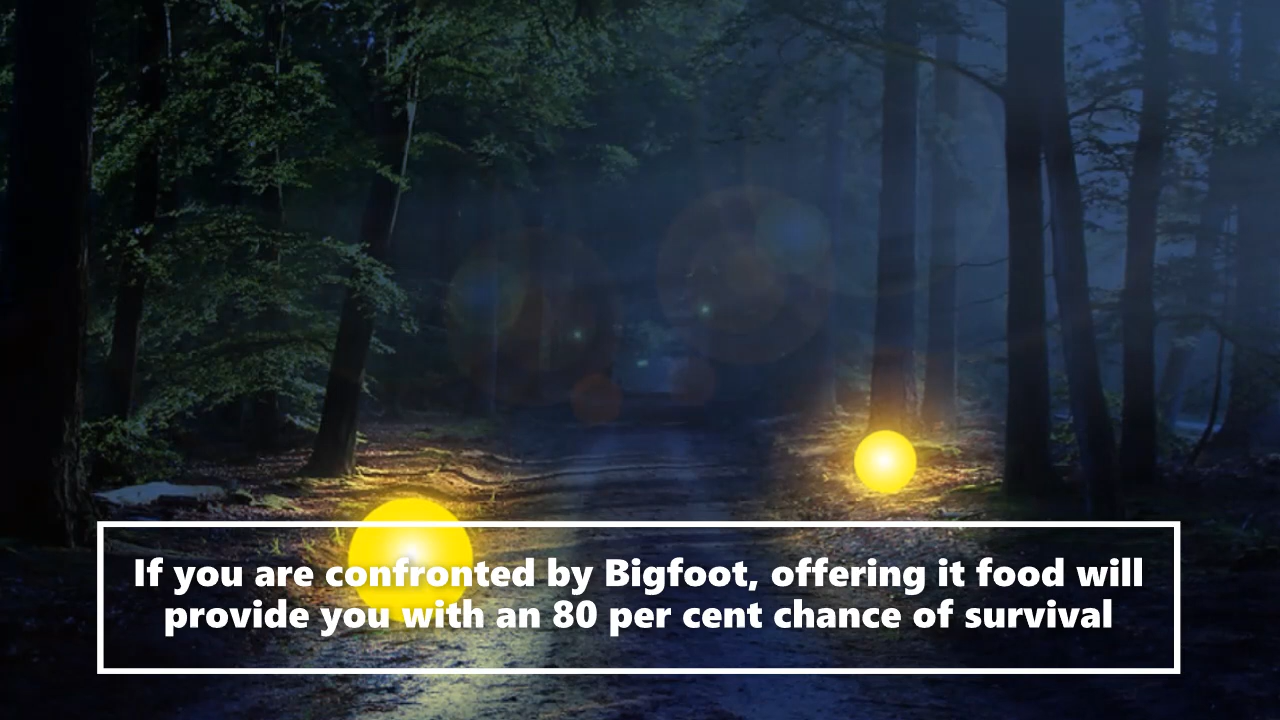 If you are confronted by Bigfoot, offering it food will
provide you with an 80 per cent chance of survival